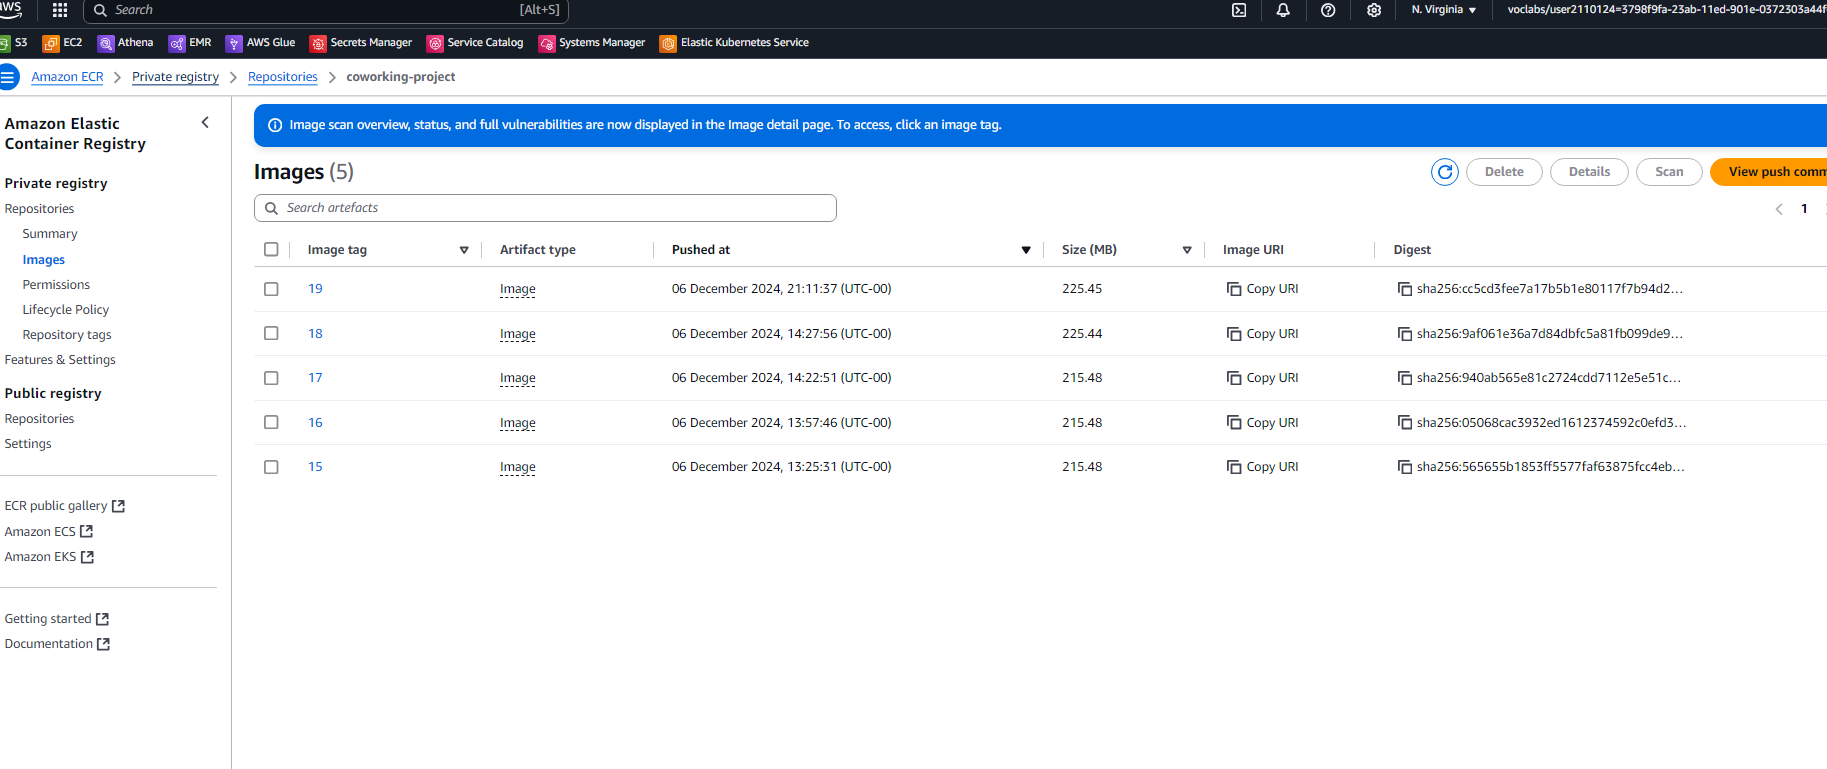 aws
Search [Alt+S] N. Virginia voclabs/user2110124=3798f9fa-23ab-11ed-901e-0372303a44f
S3 EC2 Athena EMR AWS Glue Secrets Manager Service Catalog Systems Manager Elastic Kubernetes Service
Amazon ECR Private registry Repositories coworking-project
Amazon Elastic
Container Registry
Private registry
Repositories
Summary
Images
Permissions
Lifecycle Policy
Repository tags
Features & Settings
Public registry
Repositories
Settings
ECR public gallery
Amazon ECS
Amazon EKS
Getting started
Documentation
Image scan overview, status, and full vulnerabilities are now displayed in the Image detail page. To access, click an image tag.
Images (5) Delete Details Scan View push comm
Search artefacts 1
Image tag Artifact type Pushed at Size (MB) Image URI Digest
19 Image 06 December 2024, 21:11:37 (UTC-00) 225.45 Copy URI sha256:cc5cd3fee7a17b5b1e80117f7b94d2...
18 Image 06 December 2024, 14:27:56 (UTC-00) 225.44 Copy URI sha256:9af061e36a7d84dbfc5a81fb099de9...
17 Image 06 December 2024, 14:22:51 (UTC-00) 215.48 Copy URI sha256:940ab565e81c2724cdd7112e5e51c...
16 Image 06 December 2024, 13:57:46 (UTC-00) 215.48 Copy URI sha256:05068cac3932ed1612374592c0efd3...
15 Image 06 December 2024, 13:25:31 (UTC-00) 215.48 Copy URI sha256:565655b1853ff5577faf63875fcc4eb...